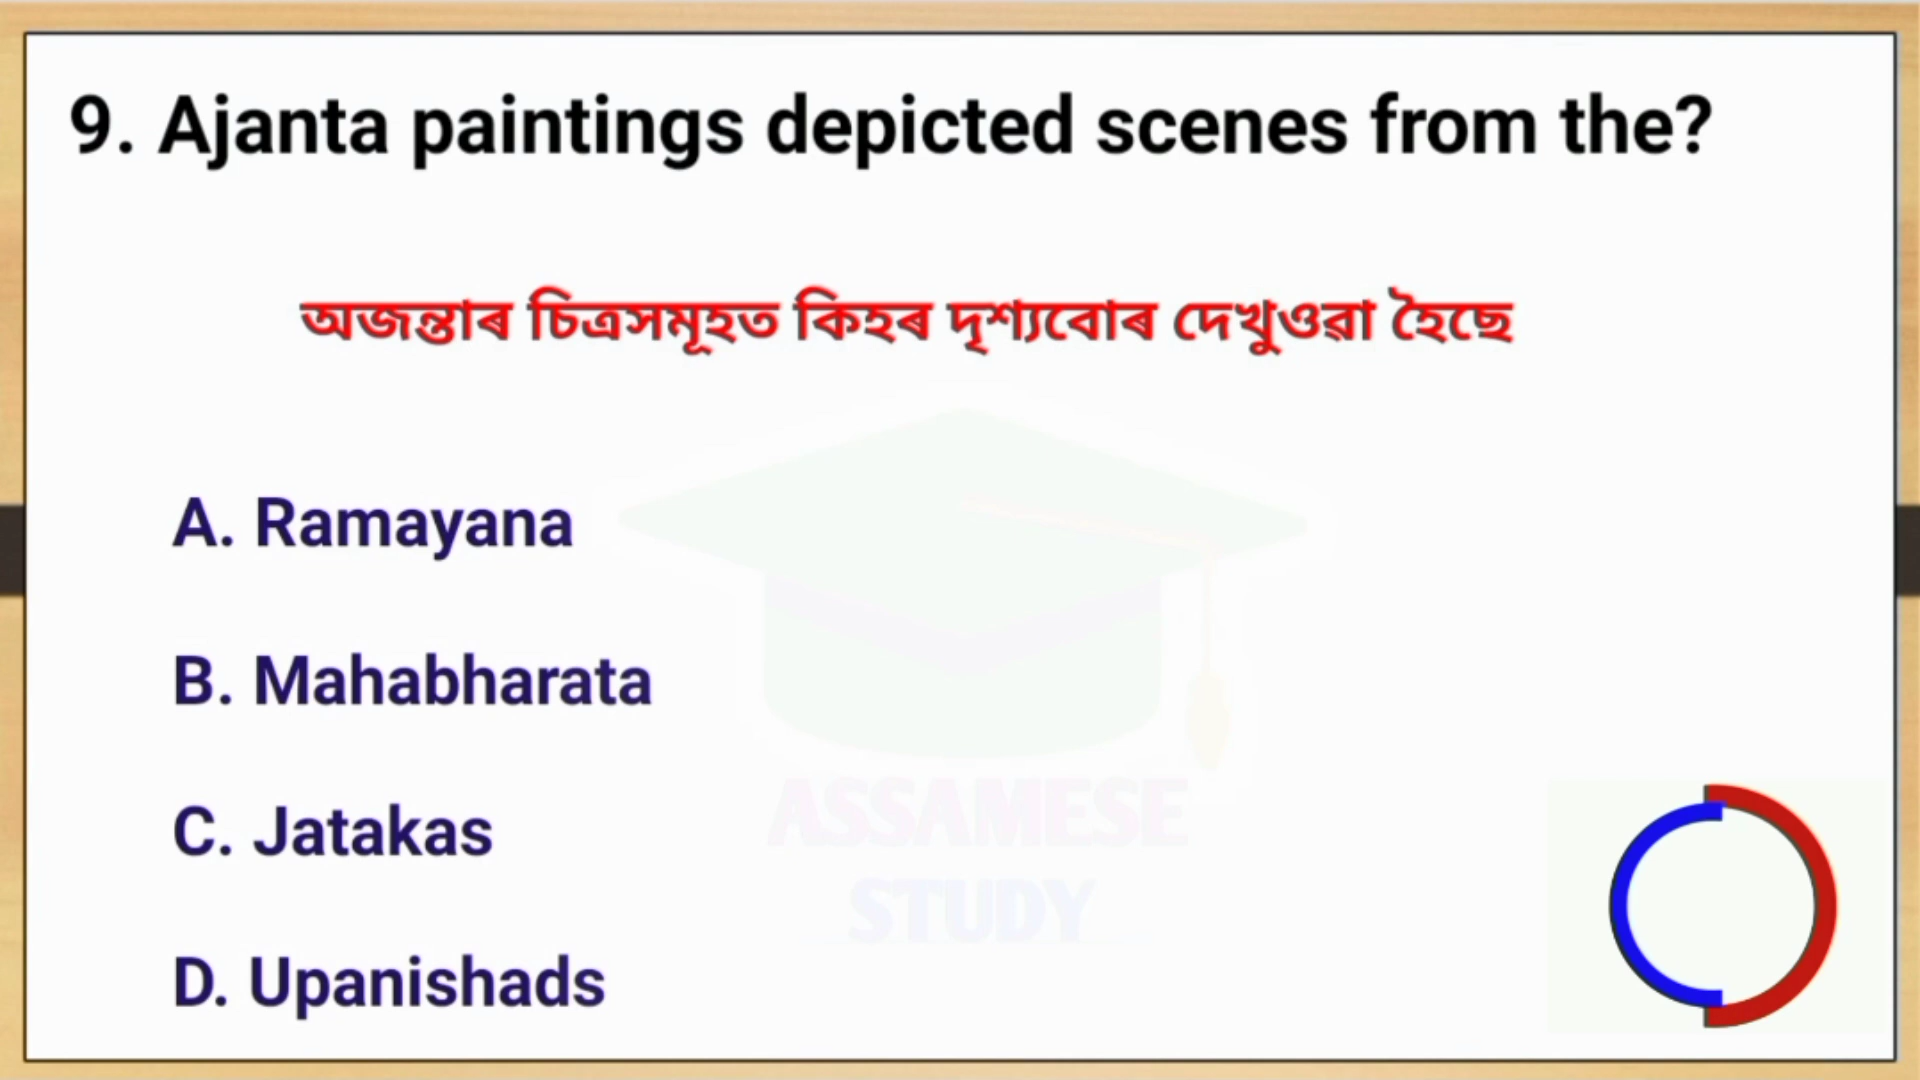 9. Ajanta paintings depicted scenes from the?
অজন্তাৰ চিত্ৰসমূহত কিহৰ দৃশ্যবোৰ দেখুওৱা হৈছে
A. Ramayana
B. Mahabharata
C. Jatakas
D. Upanishads
ASSAMESE
STUDY